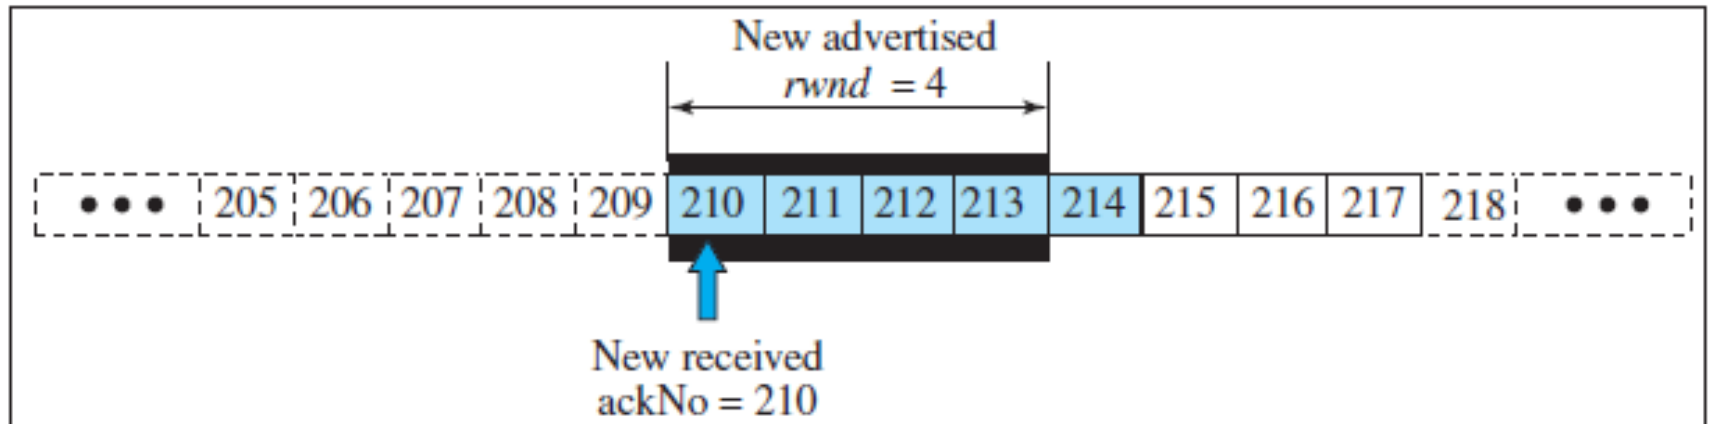 New advertised
rwnd = 4
• • • 205 206 207 208 209 210 211 212 213 214 215 216 217 218 • • •
New received
ackNo = 210